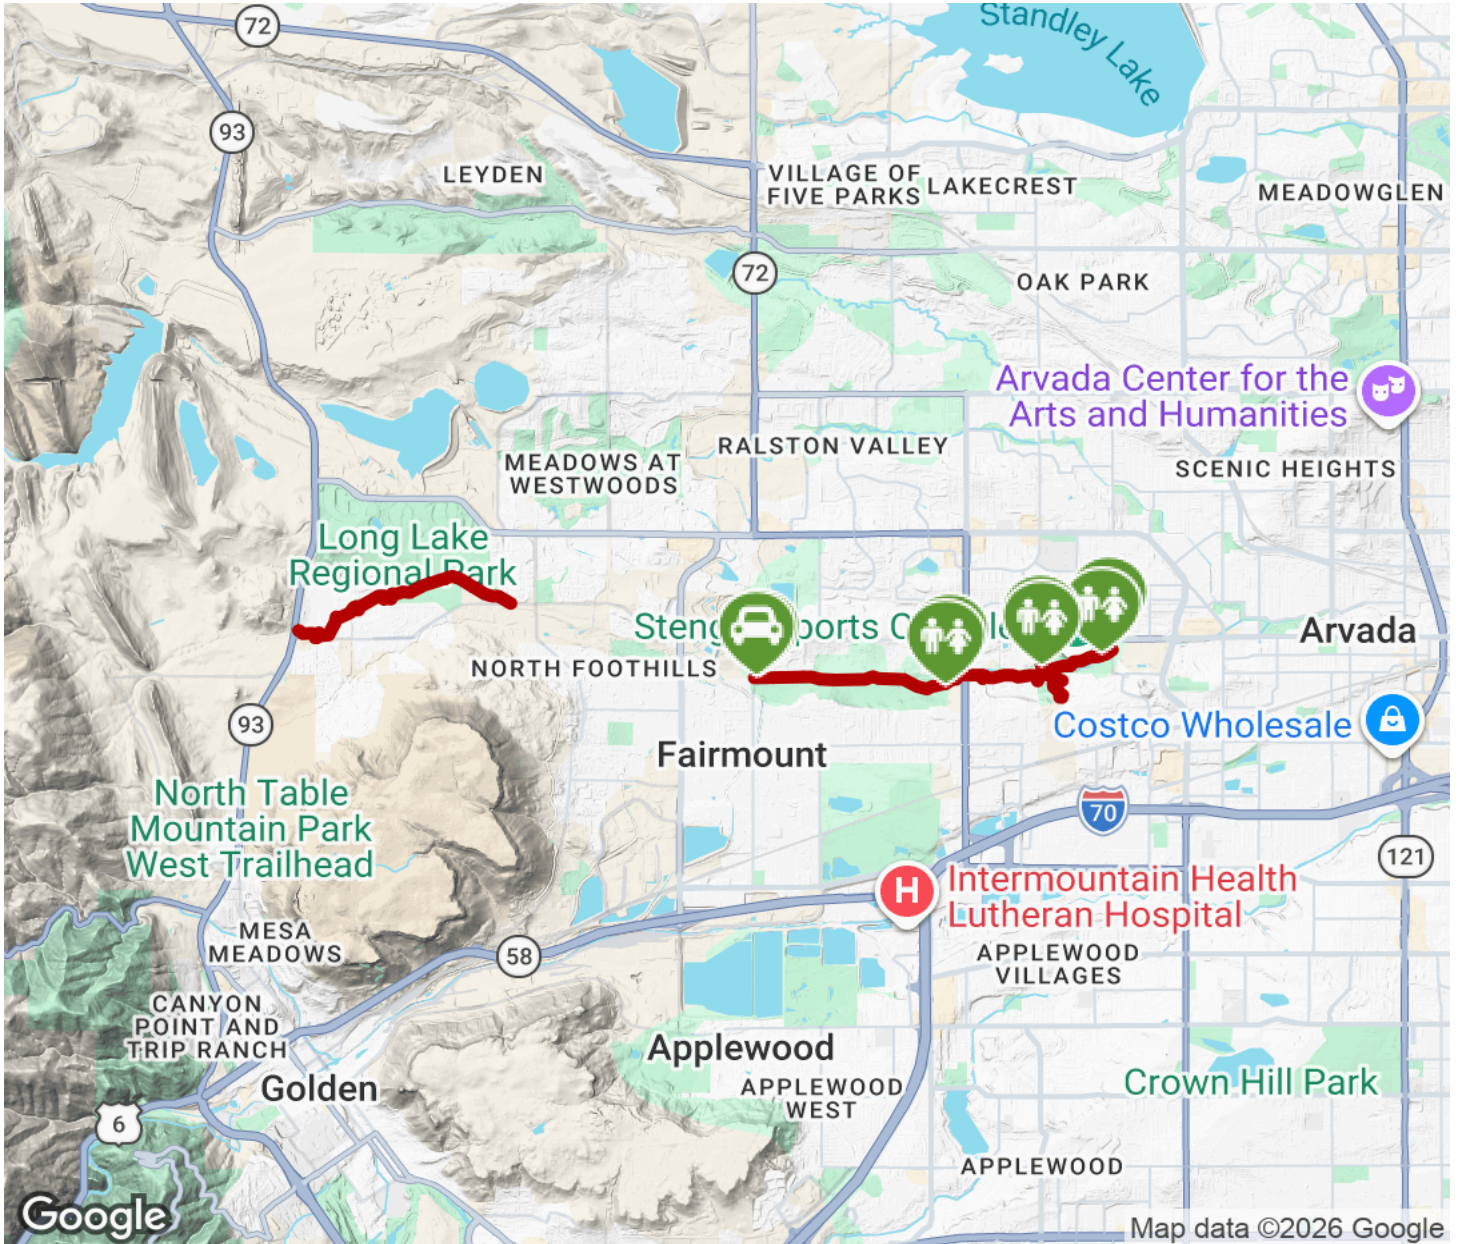 72
Standley Lake
93
LEYDEN
VILLAGE OF
FIVE PARKS
LAKECREST
MEADOWGLEN
72
OAK PARK
Arvada Center for the
Arts and Humanities
RALSTON VALLEY
MEADOWS AT
WESTWOODS
SCENIC HEIGHTS
Long Lake
Regional Park
Arvada
NORTH FOOTHILLS
93
Costco Wholesale
Fairmount
North Table
Mountain Park
West Trailhead
70
121
H
Intermountain Health
Lutheran Hospital
MESA
MEADOWS
58
APPLEWOOD
VILLAGES
CANYON
POINT AND
TRIP RANCH
Applewood
Golden
APPLEWOOD
WEST
Crown Hill Park
6
APPLEWOOD
Google
Map data ©2026 Google